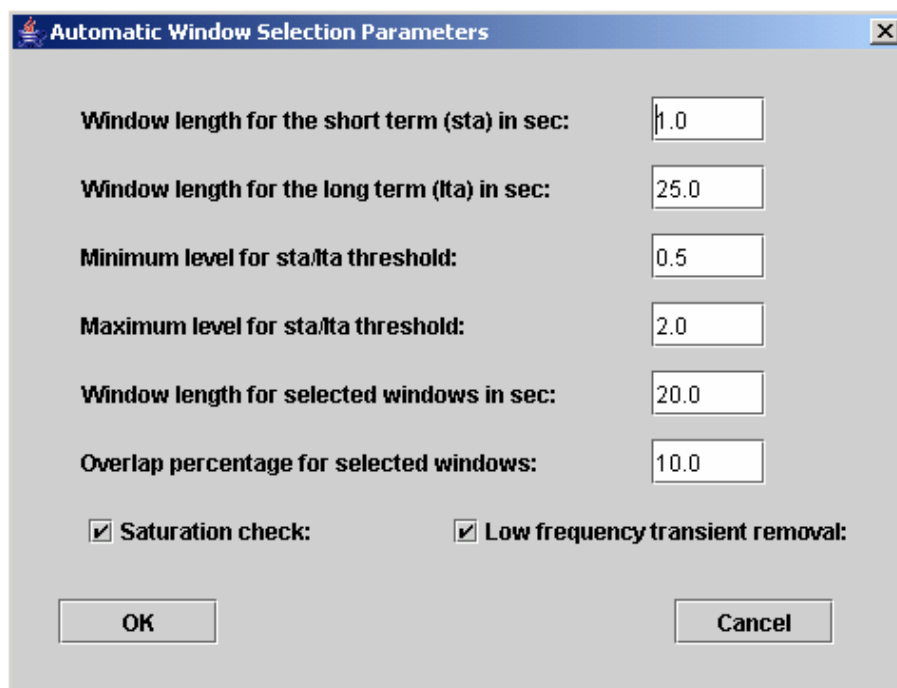 Automatic Window Selection Parameters
Window length for the short term (sta) in sec: 1.0
Window length for the long term (lta) in sec: 25.0
Minimum level for sta/lta threshold: 0.5
Maximum level for sta/lta threshold: 2.0
Window length for selected windows in sec: 20.0
Overlap percentage for selected windows: 10.0
Saturation check: Low frequency transient removal:
OK Cancel